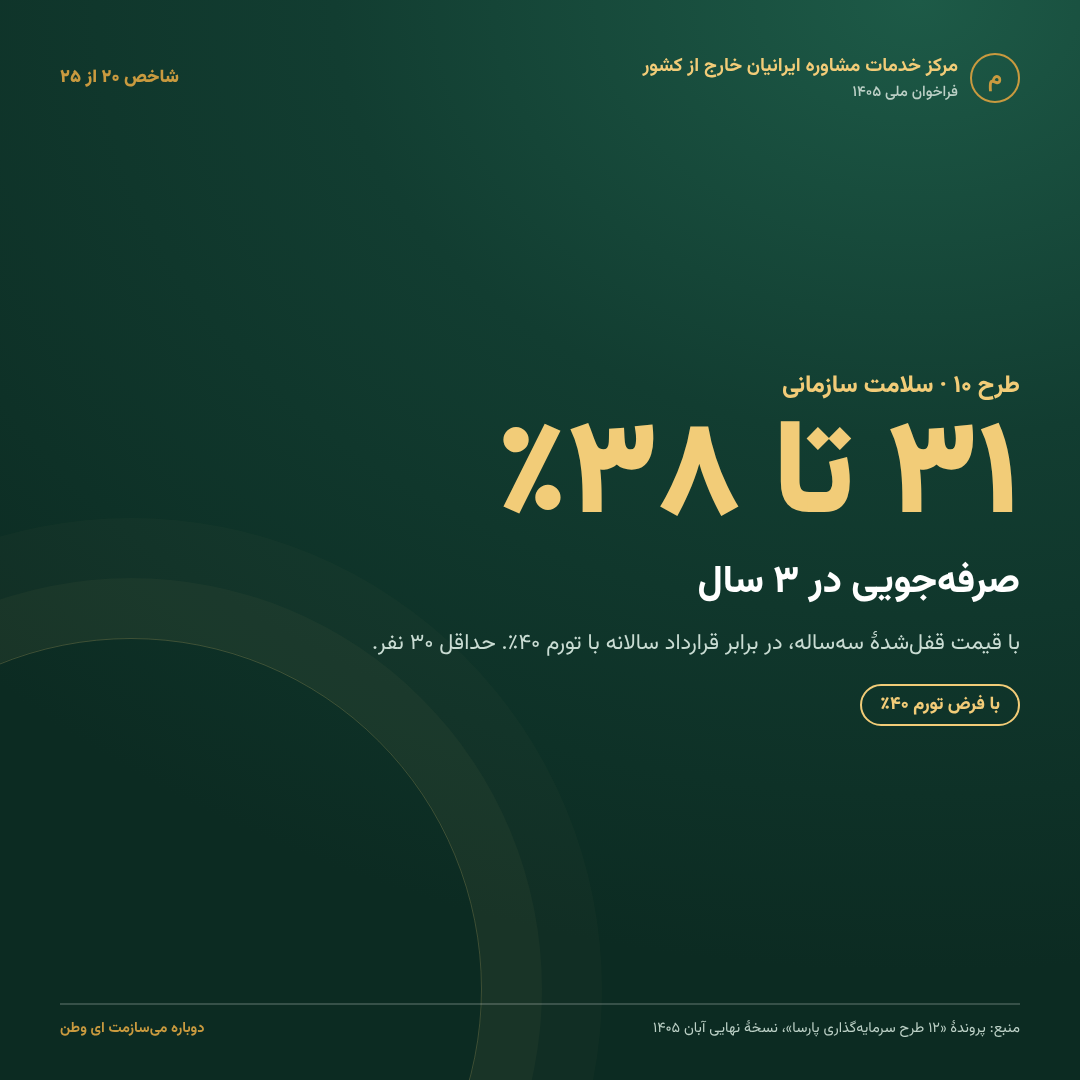 م
مرکز خدمات مشاوره ایرانیان خارج از کشور
فراخوان ملی ۱۴۰۵
شاخص ۲۰ از ۲۵
طرح ۱۰ · سلامت سازمانی
۳۱ تا ۳۸٪
صرفه‌جویی در ۳ سال
با قیمت قفل‌شدهٔ سه‌ساله، در برابر قرارداد سالانه با تورم ۴۰٪. حداقل ۳۰ نفر.
با فرض تورم ۴۰٪
منبع: پروندهٔ «۱۲ طرح سرمایه‌گذاری پارسا»، نسخهٔ نهایی آبان ۱۴۰۵
دوباره می‌سازمت ای وطن